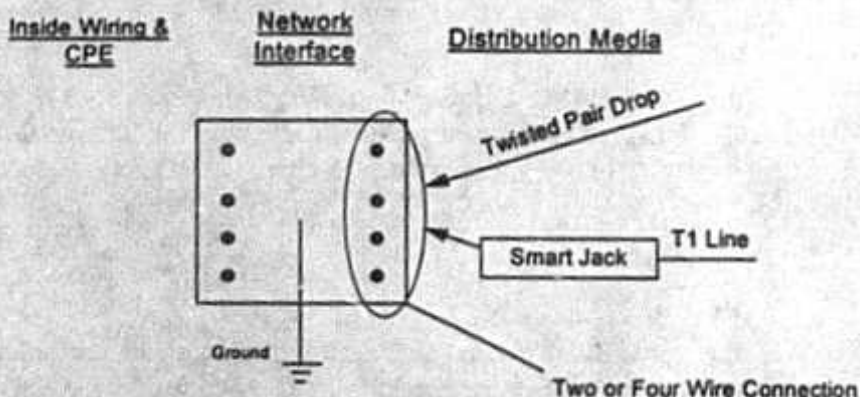 Inside Wiring &
CPE
Network
Interface
Distribution Media
Twisted Pair Drop
Smart Jack
T1 Line
Ground
Two or Four Wire Connection